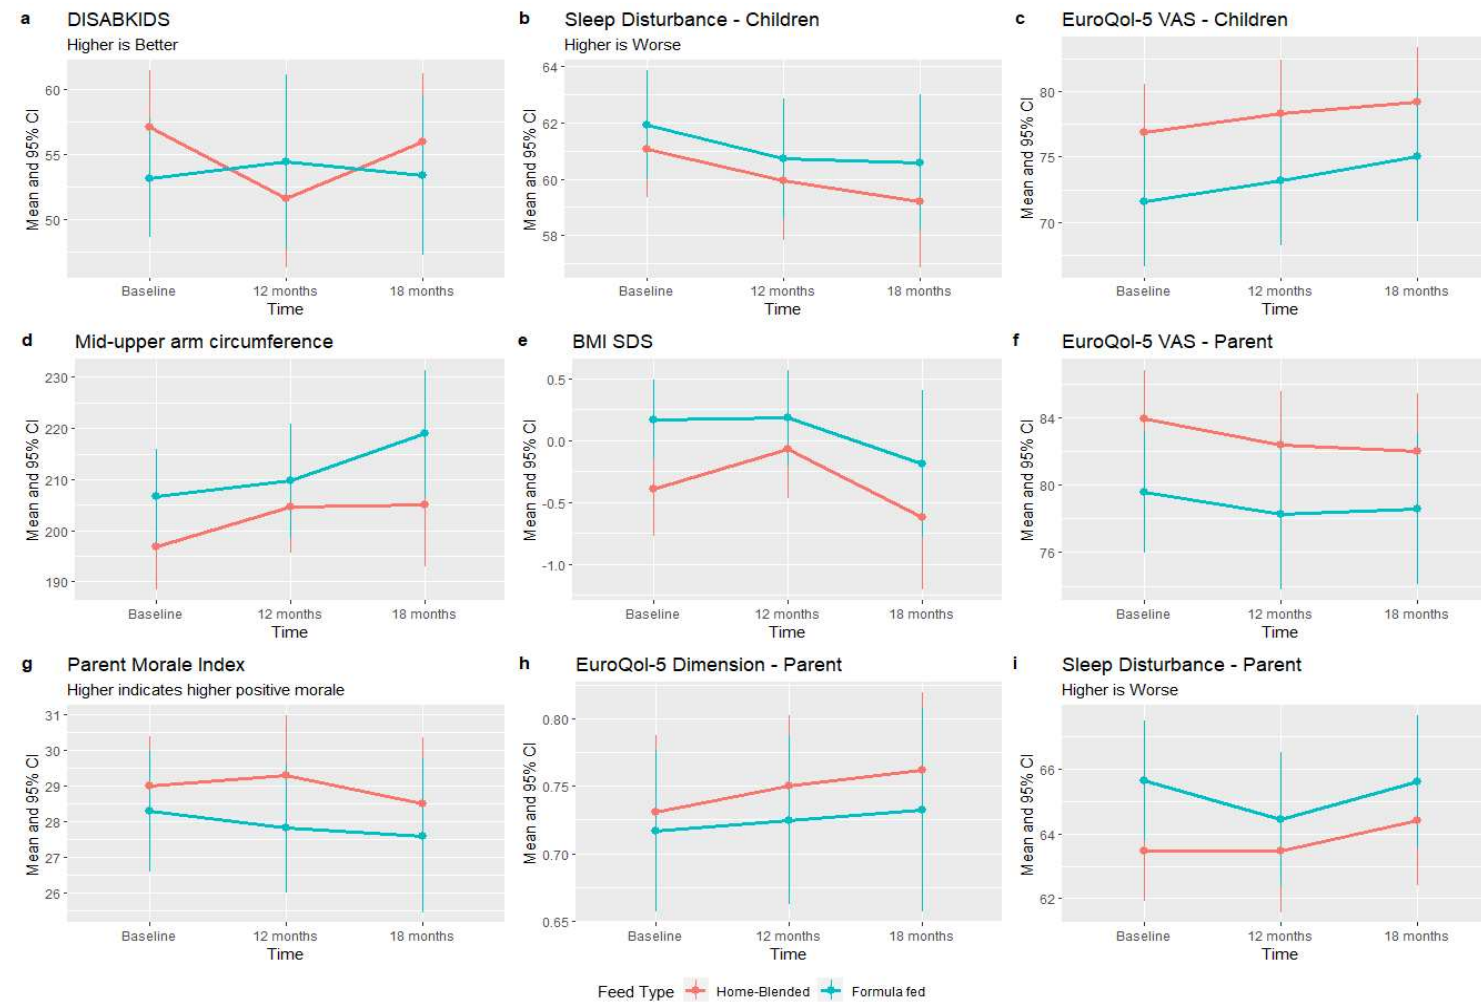 a DISABKIDS
Higher is Better
Mean and 95% CI
60
55
50
Baseline 12 months 18 months
Time
b Sleep Disturbance - Children
Higher is Worse
Mean and 95% CI
64
62
60
58
Baseline 12 months 18 months
Time
c EuroQol-5 VAS - Children
Mean and 95% CI
80
75
70
Baseline 12 months 18 months
Time
d Mid-upper arm circumference
Mean and 95% CI
230
220
210
200
190
Baseline 12 months 18 months
Time
e BMI SDS
Mean and 95% CI
0.5
0.0
-0.5
-1.0
Baseline 12 months 18 months
Time
f EuroQol-5 VAS - Parent
Mean and 95% CI
84
80
76
Baseline 12 months 18 months
Time
g Parent Morale Index
Higher indicates higher positive morale
Mean and 95% CI
31
30
29
28
27
26
Baseline 12 months 18 months
Time
h EuroQol-5 Dimension - Parent
Mean and 95% CI
0.80
0.75
0.70
0.65
Baseline 12 months 18 months
Time
i Sleep Disturbance - Parent
Higher is Worse
Mean and 95% CI
66
64
62
Baseline 12 months 18 months
Time
Feed Type Home-Blended Formula fed